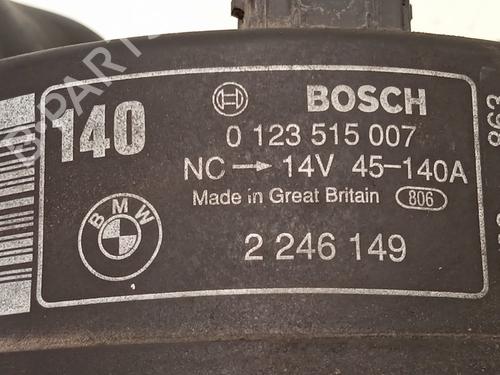 140
BOSCH
0 123 515 007
NC → 14V 45-140A
Made in Great Britain 806
BMW
2 246 149
863